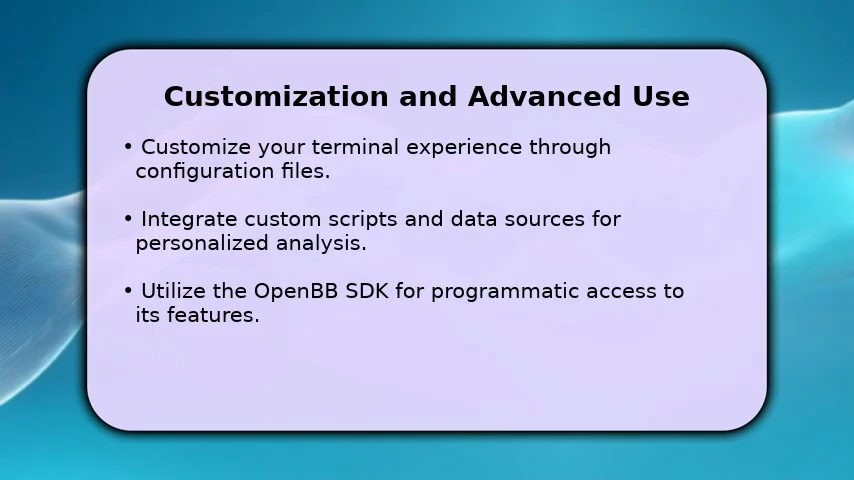 Customization and Advanced Use
• Customize your terminal experience through
configuration files.
• Integrate custom scripts and data sources for
personalized analysis.
• Utilize the OpenBB SDK for programmatic access to
its features.